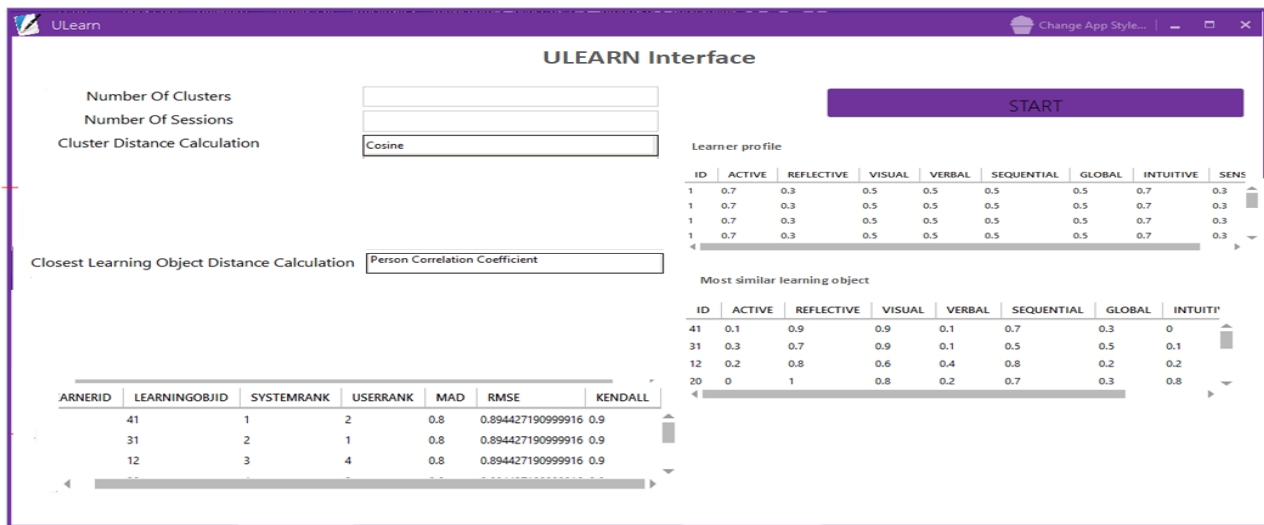 ULearn Change App Style...
ULEARN Interface
Number Of Clusters
Number Of Sessions
Cluster Distance Calculation Cosine
Closest Learning Object Distance Calculation Person Correlation Coefficient
ARNERID LEARNINGOBJID SYSTEMRANK USERRANK MAD RMSE KENDALL
41 1 2 0.8 0.894427190999916 0.9
31 2 1 0.8 0.894427190999916 0.9
12 3 4 0.8 0.894427190999916 0.9
START
Learner profile
ID ACTIVE REFLECTIVE VISUAL VERBAL SEQUENTIAL GLOBAL INTUITIVE SENS
1 0.7 0.3 0.5 0.5 0.5 0.5 0.7 0.3
1 0.7 0.3 0.5 0.5 0.5 0.5 0.7 0.3
1 0.7 0.3 0.5 0.5 0.5 0.5 0.7 0.3
1 0.7 0.3 0.5 0.5 0.5 0.5 0.7 0.3
Most similar learning object
ID ACTIVE REFLECTIVE VISUAL VERBAL SEQUENTIAL GLOBAL INTUITI
41 0.1 0.9 0.9 0.1 0.7 0.3 0
31 0.3 0.7 0.9 0.1 0.5 0.5 0.1
12 0.2 0.8 0.6 0.4 0.8 0.2 0.2
20 0 1 0.8 0.2 0.7 0.3 0.8